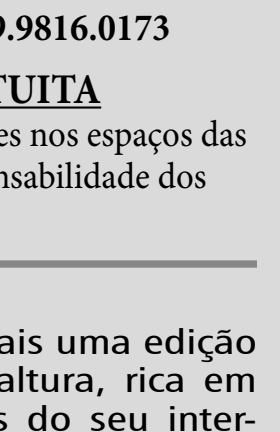 9.9816.0173
TUITA
es nos espaços das
nsabilidade dos
ais uma edição
altura, rica em
s do seu inter-